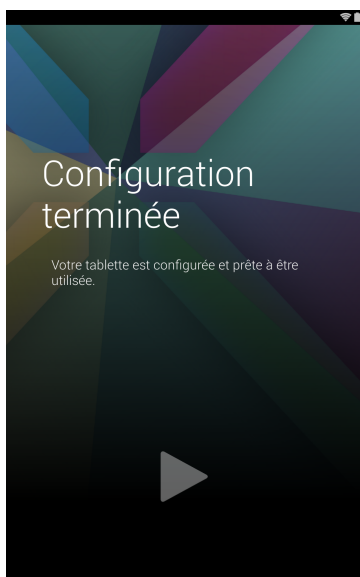 Configuration
terminée
Votre tablette est configurée et prête à être
utilisée.